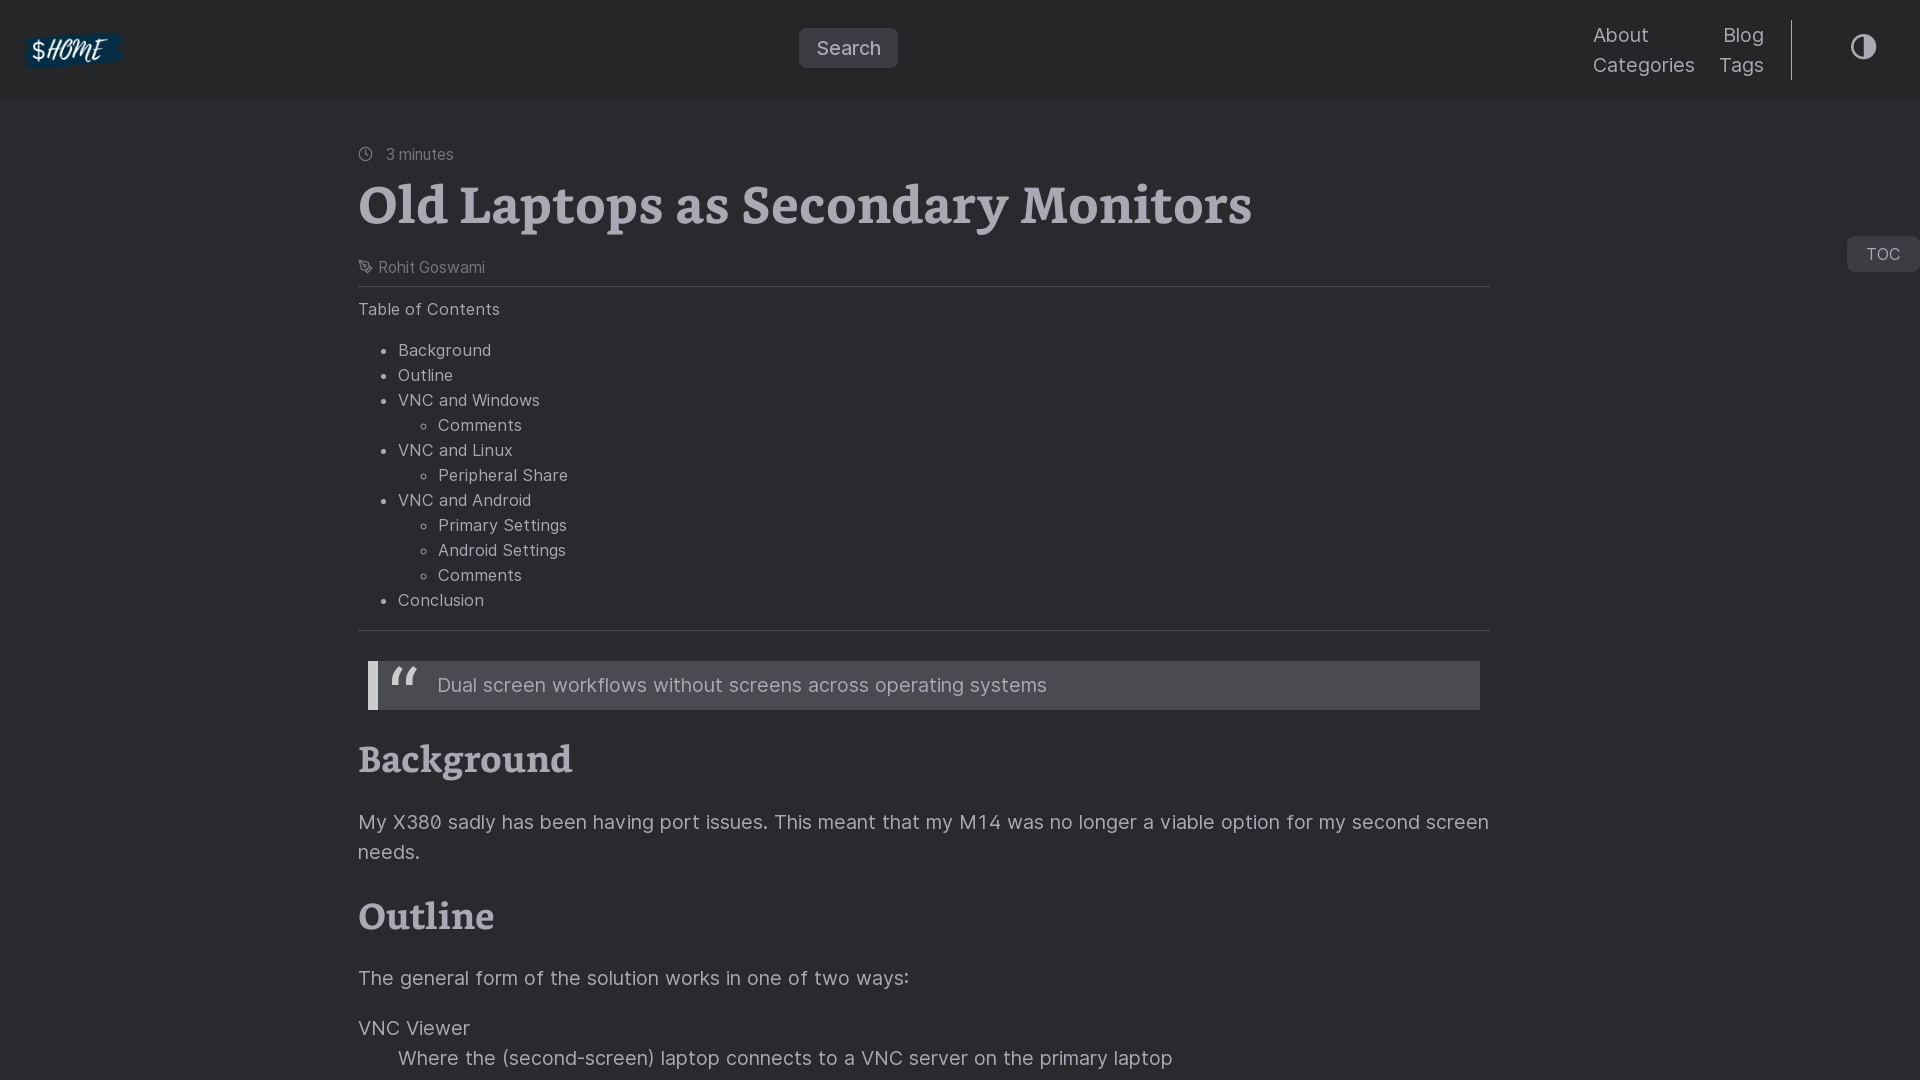 $HOME
Search
About
Blog
Categories
Tags
3 minutes
Old Laptops as Secondary Monitors
TOC
Rohit Goswami
Table of Contents
Background
Outline
VNC and Windows
Comments
VNC and Linux
Peripheral Share
VNC and Android
Primary Settings
Android Settings
Comments
Conclusion
“ Dual screen workflows without screens across operating systems
Background
My X380 sadly has been having port issues. This meant that my M14 was no longer a viable option for my second screen
needs.
Outline
The general form of the solution works in one of two ways:
VNC Viewer
Where the (second-screen) laptop connects to a VNC server on the primary laptop